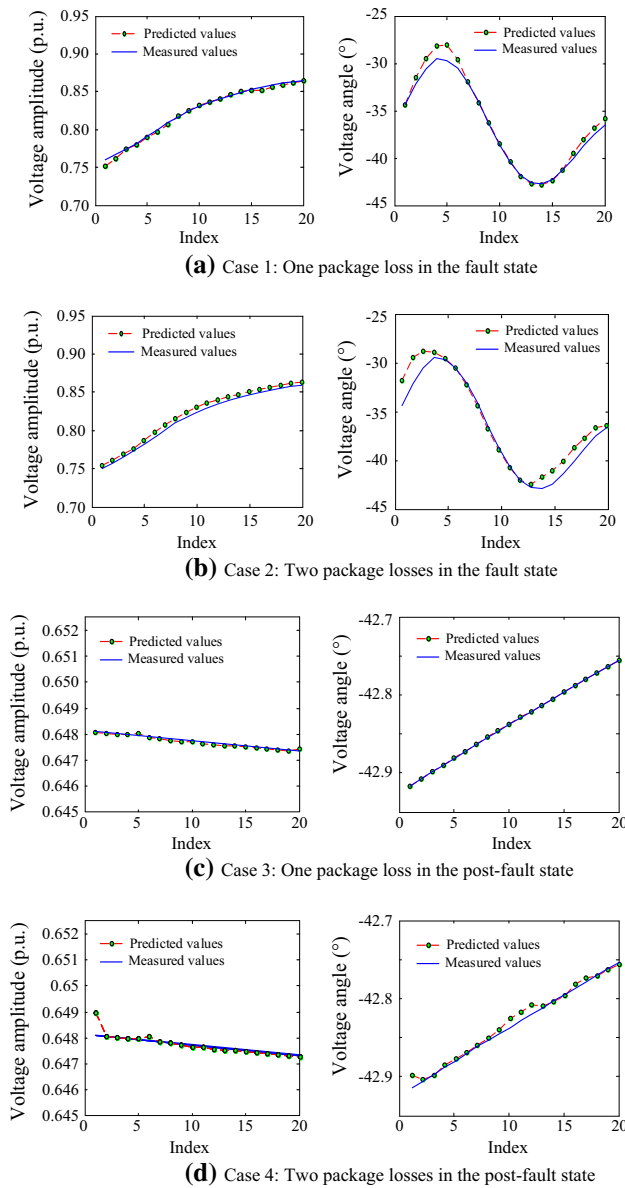 Voltage amplitude (p.u.)
0.95
0.90
0.85
0.80
0.75
0.70
Predicted values
Measured values
0 5 10 15 20
Index
Voltage angle (°)
-25
-30
-35
-40
-45
Predicted values
Measured values
0 5 10 15 20
Index
(a) Case 1: One package loss in the fault state
Voltage amplitude (p.u.)
0.95
0.90
0.85
0.80
0.75
0.70
Predicted values
Measured values
0 5 10 15 20
Index
Voltage angle (°)
-25
-30
-35
-40
-45
Predicted values
Measured values
0 5 10 15 20
Index
(b) Case 2: Two package losses in the fault state
Voltage amplitude (p.u.)
0.652
0.651
0.650
0.649
0.648
0.646
0.645
Predicted values
Measured values
0 5 10 15 20
Index
Voltage angle (°)
-42.7
-42.8
-42.9
Predicted values
Measured values
0 5 10 15 20
Index
(c) Case 3: One package loss in the post-fault state
Voltage amplitude (p.u.)
0.652
0.651
0.65
0.649
0.648
0.647
0.646
0.645
Predicted values
Measured values
0 5 10 15 20
Index
Voltage angle (°)
-42.7
-42.8
-42.9
Predicted values
Measured values
0 5 10 15 20
Index
(d) Case 4: Two package losses in the post-fault state